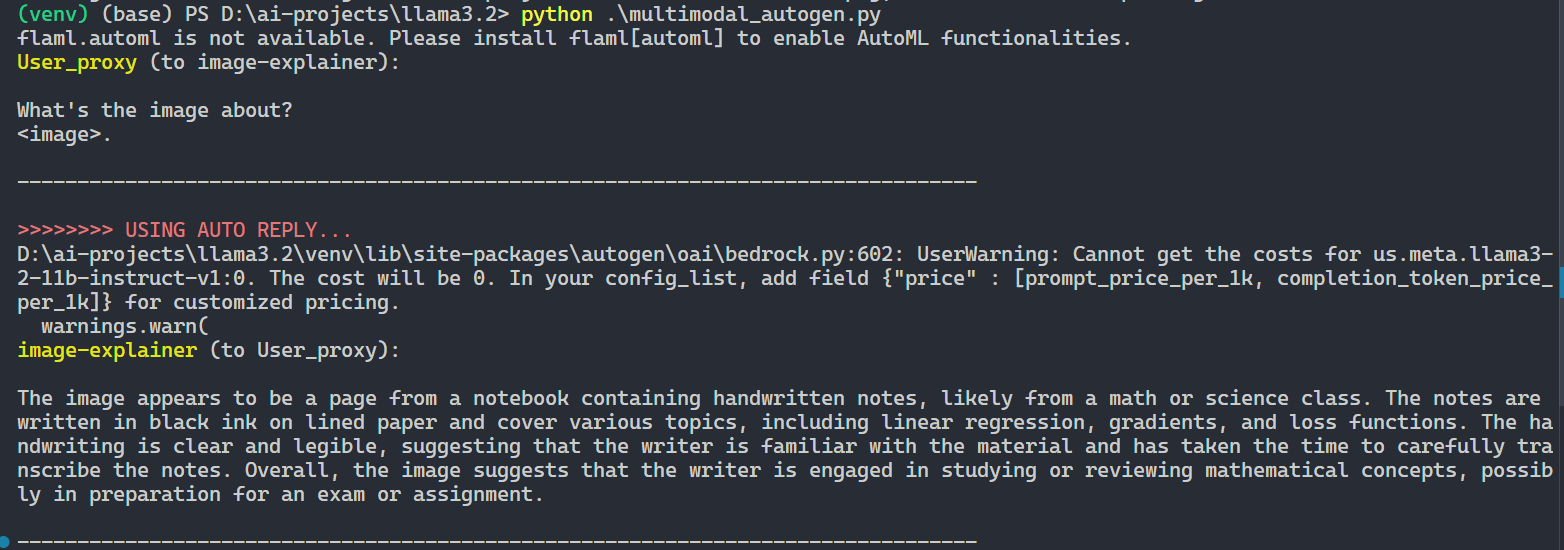 (venv) (base) PS D:\ai-projects\llama3.2> python .\multimodal_autogen.py
flaml.automl is not available. Please install flaml[automl] to enable AutoML functionalities.
User_proxy (to image-explainer):
What's the image about?
<image>.
--------------------------------------------------------------------------------
>>>>>>>> USING AUTO REPLY...
D:\ai-projects\llama3.2\venv\lib\site-packages\autogen\oai\bedrock.py:602: UserWarning: Cannot get the costs for us.meta.llama3-
2-11b-instruct-v1:0. The cost will be 0. In your config_list, add field {"price" : [prompt_price_per_1k, completion_token_price_
per_1k]} for customized pricing.
  warnings.warn(
image-explainer (to User_proxy):
The image appears to be a page from a notebook containing handwritten notes, likely from a math or science class. The notes are
written in black ink on lined paper and cover various topics, including linear regression, gradients, and loss functions. The ha
ndwriting is clear and legible, suggesting that the writer is familiar with the material and has taken the time to carefully tra
nscribe the notes. Overall, the image suggests that the writer is engaged in studying or reviewing mathematical concepts, possib
ly in preparation for an exam or assignment.
--------------------------------------------------------------------------------